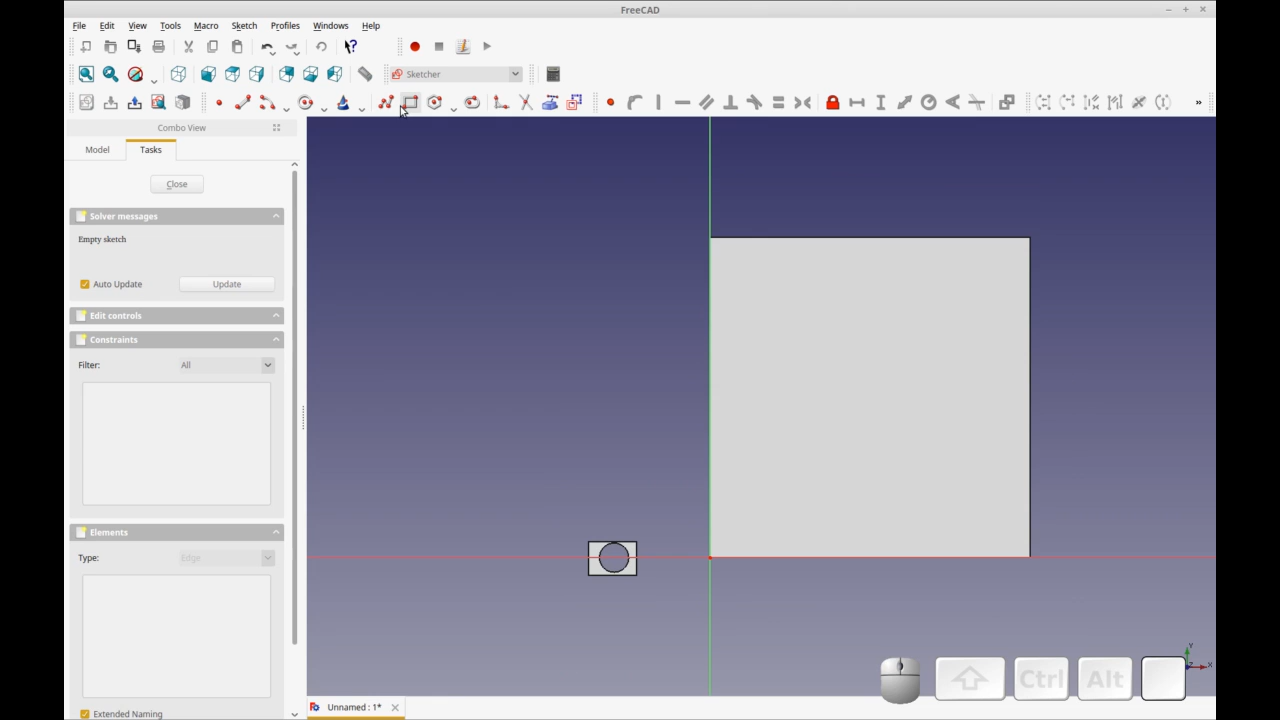 FreeCAD
File Edit View Tools Macro Sketch Profiles Windows Help
Sketcher
»
Combo View
Model Tasks
Close
Solver messages
Empty sketch
Auto Update Update
Edit controls
Constraints
Filter: All
Elements
Type: Edge
Extended Naming
Unnamed : 1*
Ctrl Alt
Y
X